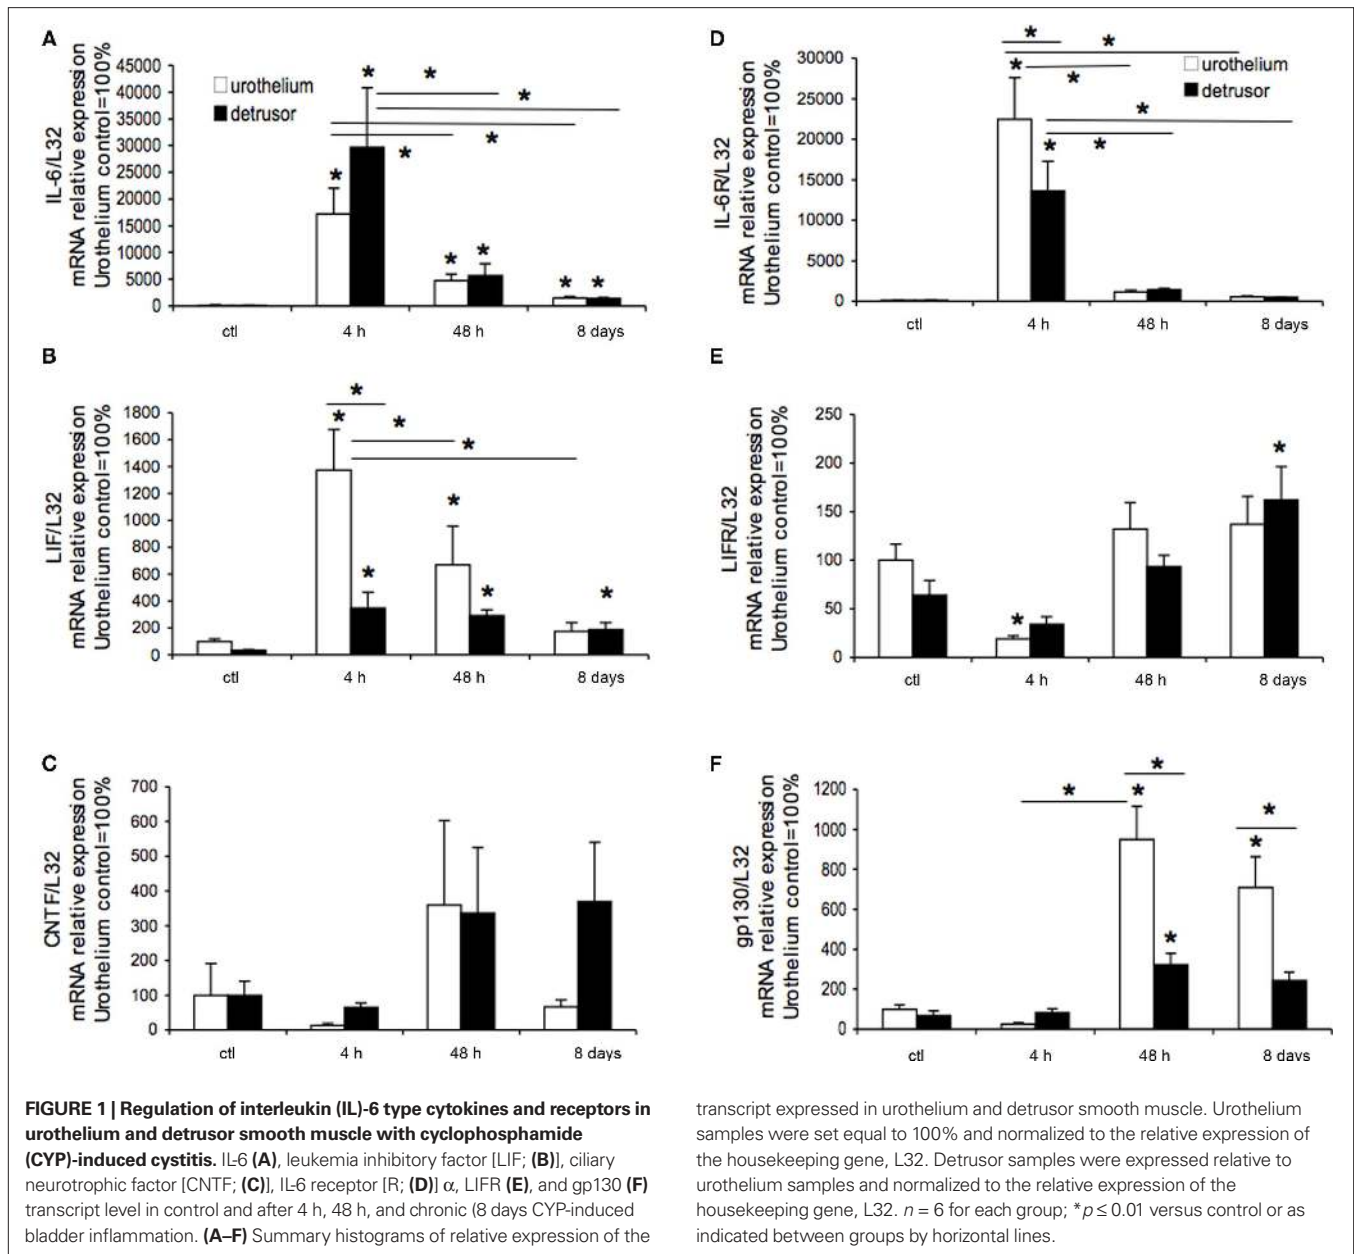 A
IL-6/L32
mRNA relative expression
Urothelium control=100%
45000
40000
35000
30000
25000
20000
15000
10000
5000
0
urothelium
detrusor
*
*
*
*
*
*
*
*
*
*
ctl
4 h
48 h
8 days
B
LIF/L32
mRNA relative expression
Urothelium control=100%
1800
1600
1400
1200
1000
800
600
400
200
0
*
*
*
*
*
*
*
*
ctl
4 h
48 h
8 days
C
CNTF/L32
mRNA relative expression
Urothelium control=100%
700
600
500
400
300
200
100
0
ctl
4 h
48 h
8 days
D
IL-6R/L32
mRNA relative expression
Urothelium control=100%
30000
25000
20000
15000
10000
5000
0
urothelium
detrusor
*
*
*
*
*
*
*
ctl
4 h
48 h
8 days
E
LIFR/L32
mRNA relative expression
Urothelium control=100%
250
200
150
100
50
0
*
*
ctl
4 h
48 h
8 days
F
gp130/L32
mRNA relative expression
Urothelium control=100%
1200
1000
800
600
400
200
0
*
*
*
*
*
*
ctl
4 h
48 h
8 days
FIGURE 1 | Regulation of interleukin (IL)-6 type cytokines and receptors in
urothelium and detrusor smooth muscle with cyclophosphamide
(CYP)-induced cystitis. IL-6 (A), leukemia inhibitory factor [LIF; (B)], ciliary
neurotrophic factor [CNTF; (C)], IL-6 receptor [R; (D)] α, LIFR (E), and gp130 (F)
transcript level in control and after 4 h, 48 h, and chronic (8 days CYP-induced
bladder inflammation. (A–F) Summary histograms of relative expression of the
transcript expressed in urothelium and detrusor smooth muscle. Urothelium
samples were set equal to 100% and normalized to the relative expression of
the housekeeping gene, L32. Detrusor samples were expressed relative to
urothelium samples and normalized to the relative expression of the
housekeeping gene, L32. n = 6 for each group; *p ≤ 0.01 versus control or as
indicated between groups by horizontal lines.